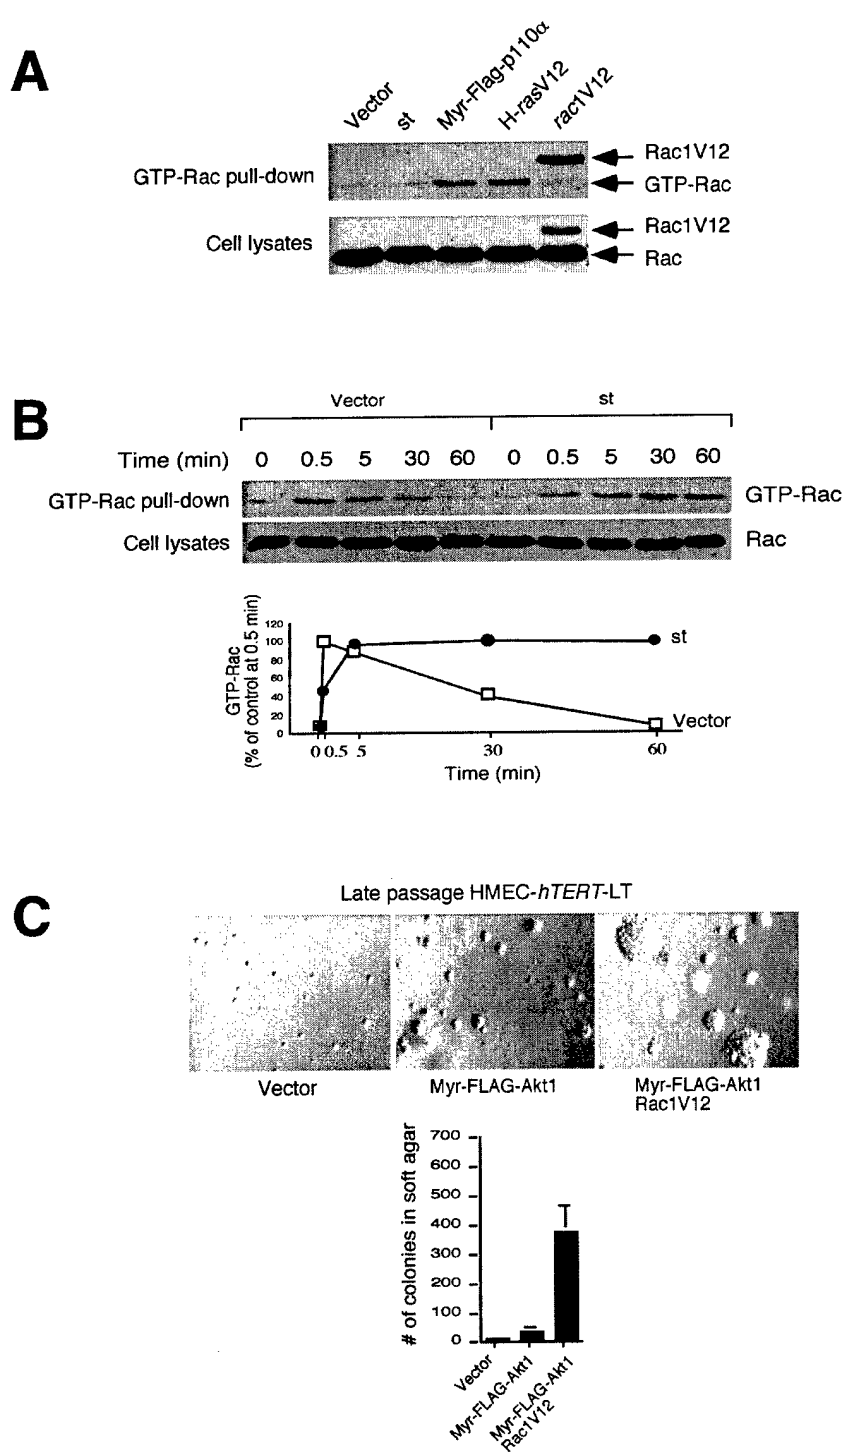 A
Vector
st
Myr-Flag-p110α
H-rasV12
rac1V12
GTP-Rac pull-down
Rac1V12
GTP-Rac
Cell lysates
Rac1V12
Rac
B
Vector
st
Time (min) 0 0.5 5 30 60 0 0.5 5 30 60
GTP-Rac pull-down
GTP-Rac
Cell lysates
Rac
GTP-Rac
(% of control at 0.5 min)
120
100
80
60
40
20
0
st
Vector
0 0.5 5 30 60
Time (min)
C
Late passage HMEC-hTERT-LT
Vector
Myr-FLAG-Akt1
Myr-FLAG-Akt1
Rac1V12
# of colonies in soft agar
700
600
500
400
300
200
100
0
Vector
Myr-FLAG-Akt1
Myr-FLAG-Akt1
Rac1V12